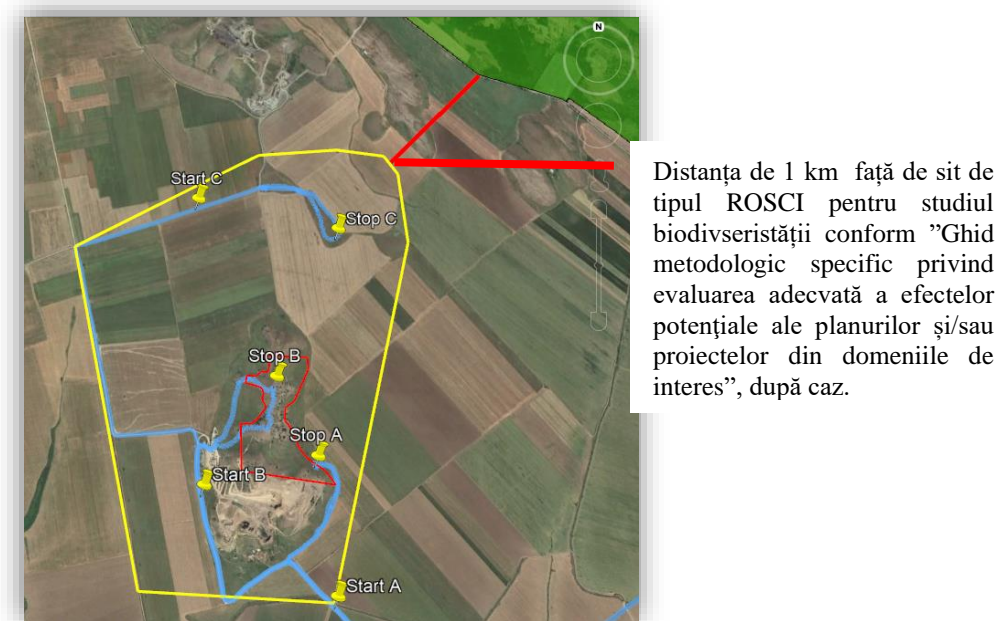 N
Start C
Stop C
Stop B
Stop A
Start B
Start A
Distanța de 1 km față de sit de
tipul ROSCI pentru studiul
biodivseristății conform ”Ghid
metodologic specific privind
evaluarea adecvată a efectelor
potenţiale ale planurilor și/sau
proiectelor din domeniile de
interes”, după caz.